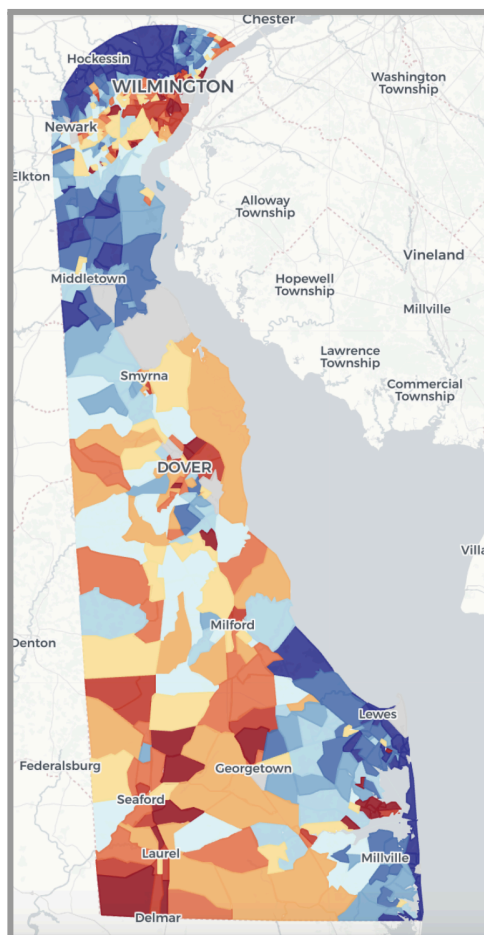 Chester
Hockessin
WILMINGTON
Washington
Township
Newark
Elkton
Alloway
Township
Vineland
Middletown
Hopewell
Township
Millville
Lawrence
Township
Smyrna
Commercial
Township
DOVER
Villa
Milford
Denton
Lewes
Federalsburg
Georgetown
Seaford
Laurel
Millville
Delmar